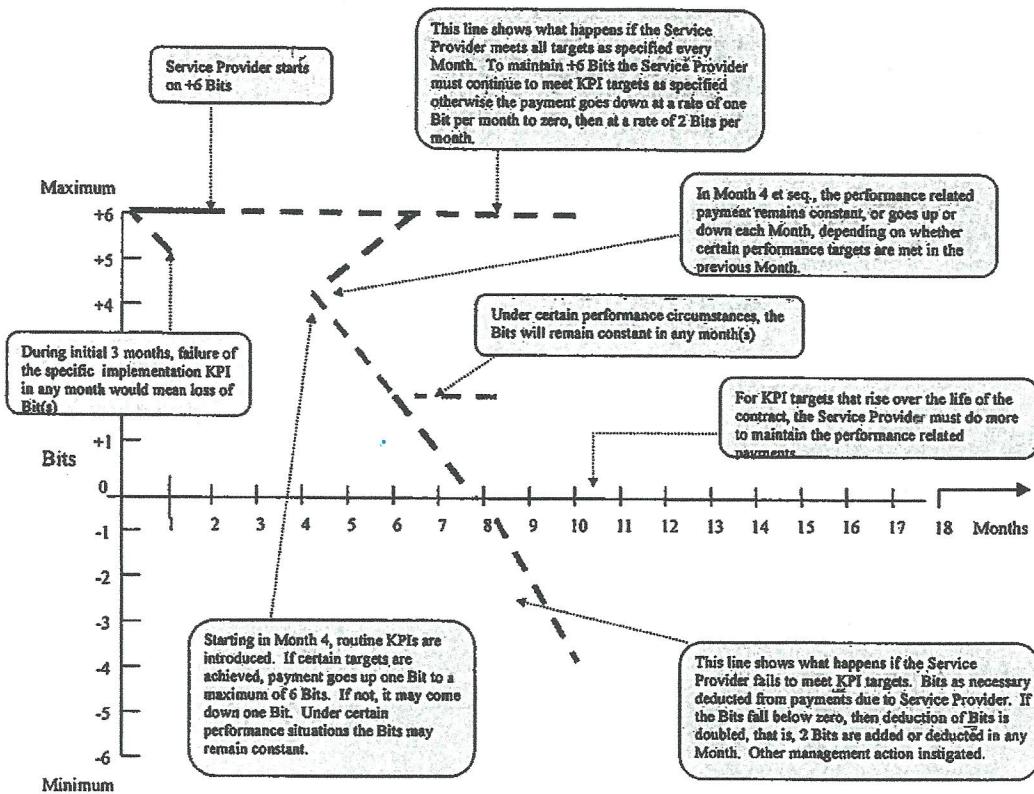 This line shows what happens if the Service
Provider meets all targets as specified every
Month. To maintain +6 Bits the Service Provider
must continue to meet KPI targets as specified
otherwise the payment goes down at a rate of one
Bit per month to zero, then at a rate of 2 Bits per
month.
Service Provider starts
on +6 Bits
Maximum
+6
+5
+4
In Month 4 et seq., the performance related
payment remains constant, or goes up or
down each Month, depending on whether
certain performance targets are met in the
previous Month.
Under certain performance circumstances, the
Bits will remain constant in any month(s)
During initial 3 months, failure of
the specific implementation KPI
in any month would mean loss of
Bit(s)
For KPI targets that rise over the life of the
contract, the Service Provider must do more
to maintain the performance related
payments
+1
Bits
0
1 2 3 4 5 6 7 8 9 10 11 12 13 14 15 16 17 18 Months
-1
-2
-3
-4
-5
-6
Minimum
Starting in Month 4, routine KPIs are
introduced. If certain targets are
achieved, payment goes up one Bit to a
maximum of 6 Bits. If not, it may come
down one Bit. Under certain
performance situations the Bits may
remain constant.
This line shows what happens if the Service
Provider fails to meet KPI targets. Bits as necessary
deducted from payments due to Service Provider. If
the Bits fall below zero, then deduction of Bits is
doubled, that is, 2 Bits are added or deducted in any
Month. Other management action instigated.